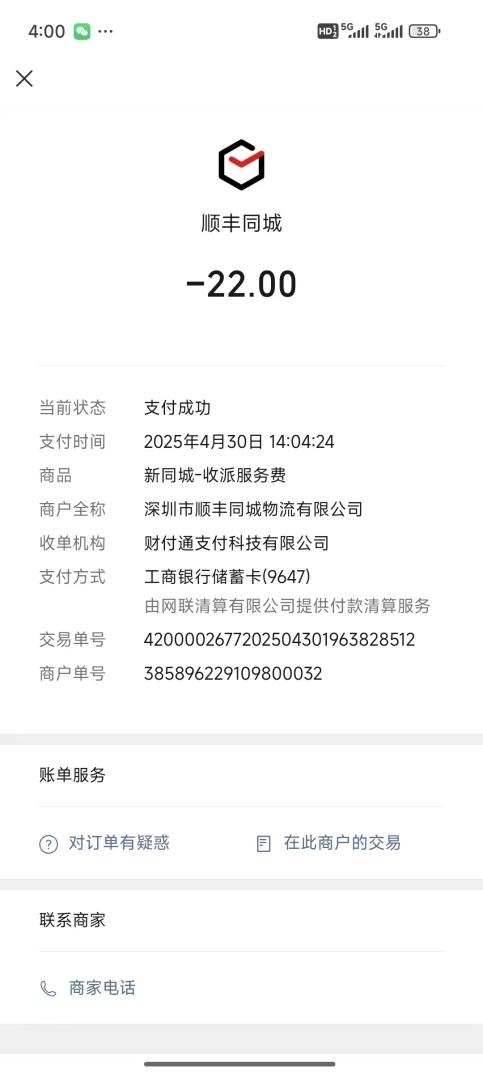 4:00 ... HD 5G 5G 38
顺丰同城
-22.00
当前状态 支付成功
支付时间 2025年4月30日 14:04:24
商品 新同城-收派服务费
商户全称 深圳市顺丰同城物流有限公司
收单机构 财付通支付科技有限公司
支付方式 工商银行储蓄卡(9647)
由网联清算有限公司提供付款清算服务
交易单号 4200002677202504301963828512
商户单号 385896229109800032
账单服务
对订单有疑惑 在此商户的交易
联系商家
商家电话